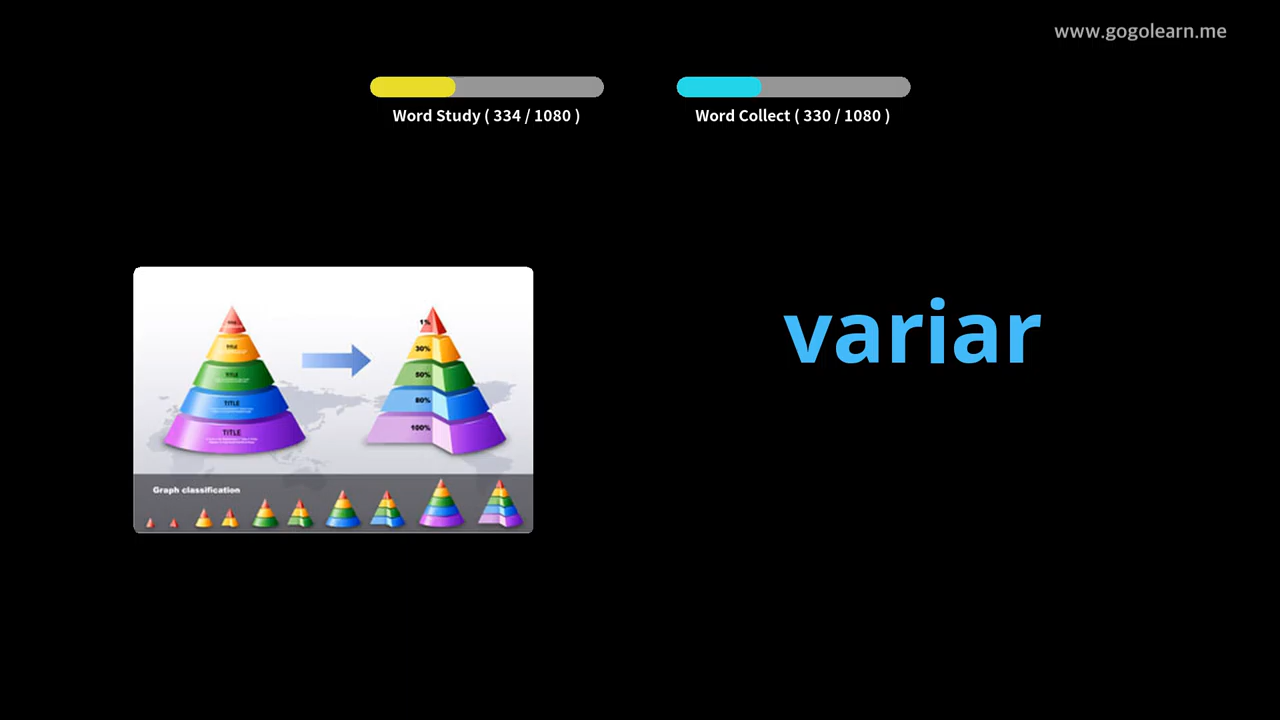 www.gogolearn.me
Word Study ( 334 / 1080 )
Word Collect ( 330 / 1080 )
variar
1%
TITLE
30%
TITLE
50%
TITLE
80%
TITLE
100%
Graph classification